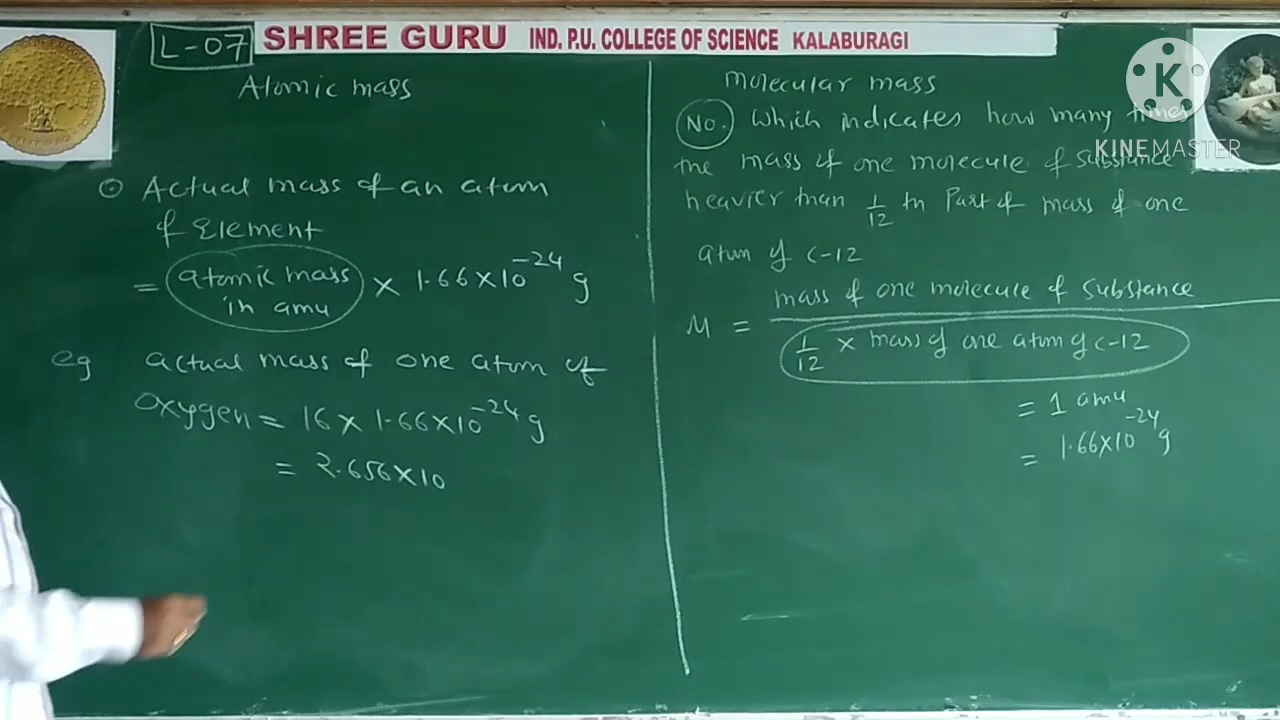 L-07
SHREE GURU IND. P.U. COLLEGE OF SCIENCE KALABURAGI
Atomic mass
⊙ Actual mass of an atom
of Element
= atomic mass in amu × 1.66×10⁻²⁴ g
eg actual mass of one atom of
Oxygen = 16 × 1.66×10⁻²⁴ g
= 2.656×10
Molecular mass
No. Which indicates how many times
the mass of one molecule of substance
heavier than 1/12 th Part of mass of one
atom of C-12
M = mass of one molecule of substance
1/12 × mass of one atom of C-12
= 1 amu
= 1.66×10⁻²⁴ g
K
KINEMASTER